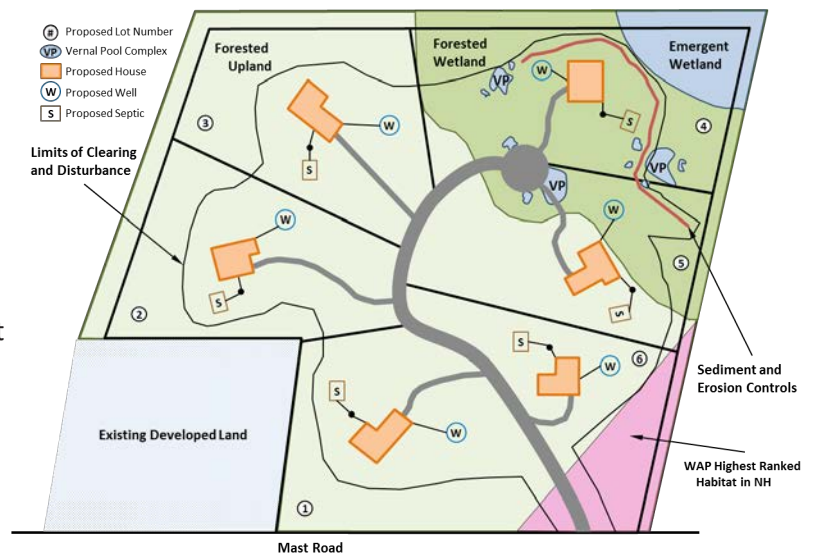 # Proposed Lot Number
VP Vernal Pool Complex
Proposed House
W Proposed Well
S Proposed Septic
Forested
Upland
Forested
Wetland
Emergent
Wetland
VP
W
S
4
3
W
S
Limits of Clearing
and Disturbance
VP
VP
W
W
5
S
S
2
t
S
6
W
Sediment and
Erosion Controls
S
W
Existing Developed Land
WAP Highest Ranked
Habitat in NH
1
Mast Road